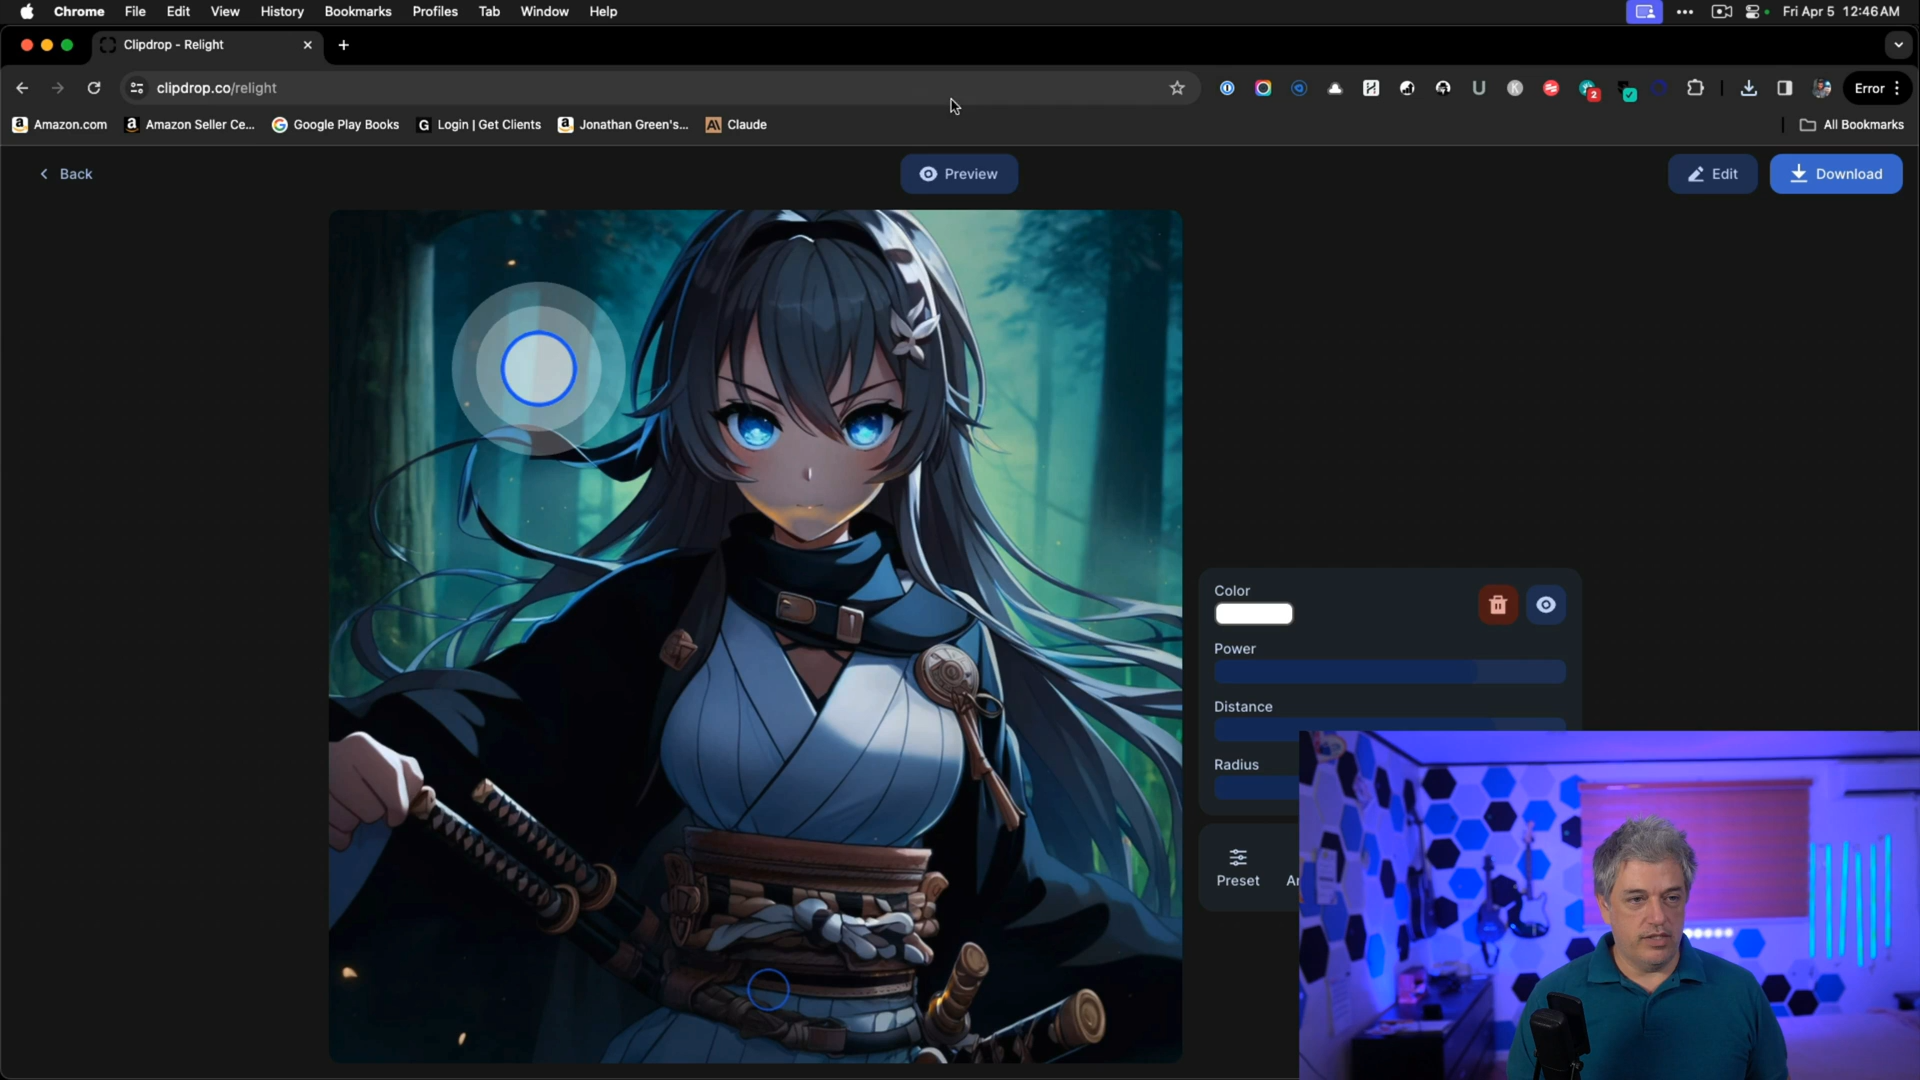 Chrome File Edit View History Bookmarks Profiles Tab Window Help Fri Apr 5 12:46 AM
Clipdrop - Relight
clipdrop.co/relight 2 Error
Amazon.com Amazon Seller Ce... Google Play Books Login | Get Clients Jonathan Green's... Claude All Bookmarks
Back Preview Edit Download
Color
Power
Distance
Radius
Preset